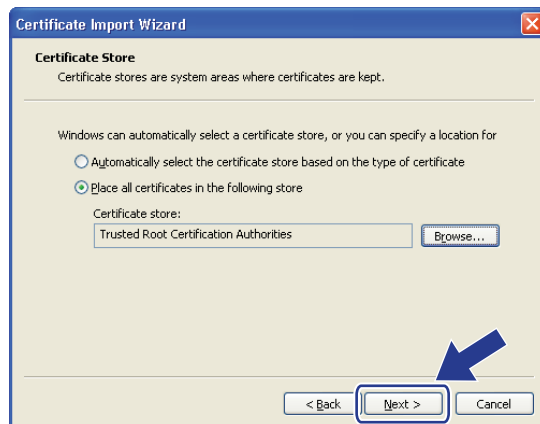 Certificate Import Wizard
Certificate Store
Certificate stores are system areas where certificates are kept.
Windows can automatically select a certificate store, or you can specify a location for
Automatically select the certificate store based on the type of certificate
Place all certificates in the following store
Certificate store:
Trusted Root Certification Authorities
Browse...
< Back
Next >
Cancel